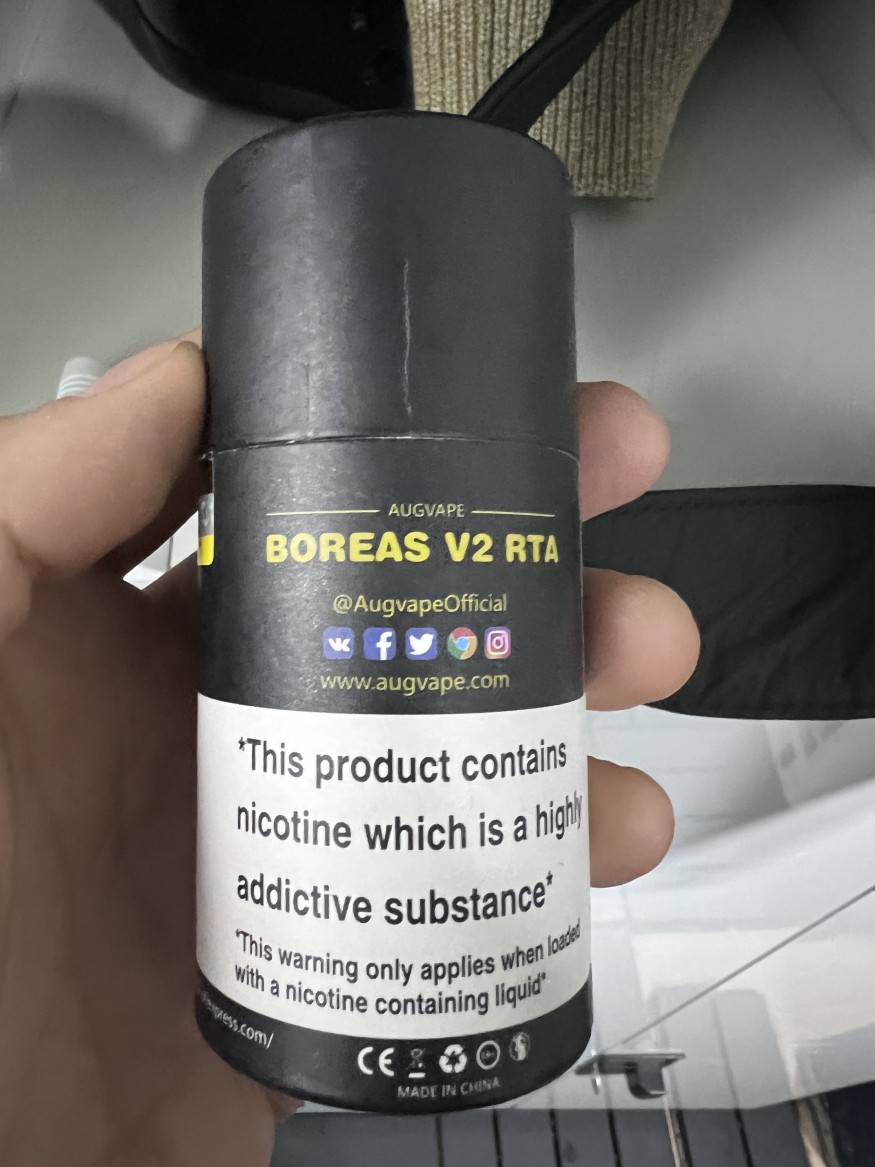 AUGVAPE
BOREAS V2 RTA
@AugvapeOfficial
www.augvape.com
*This product contains
nicotine which is a highly
addictive substance*
*This warning only applies when loaded
with a nicotine containing liquid*
CE
MADE IN CHINA